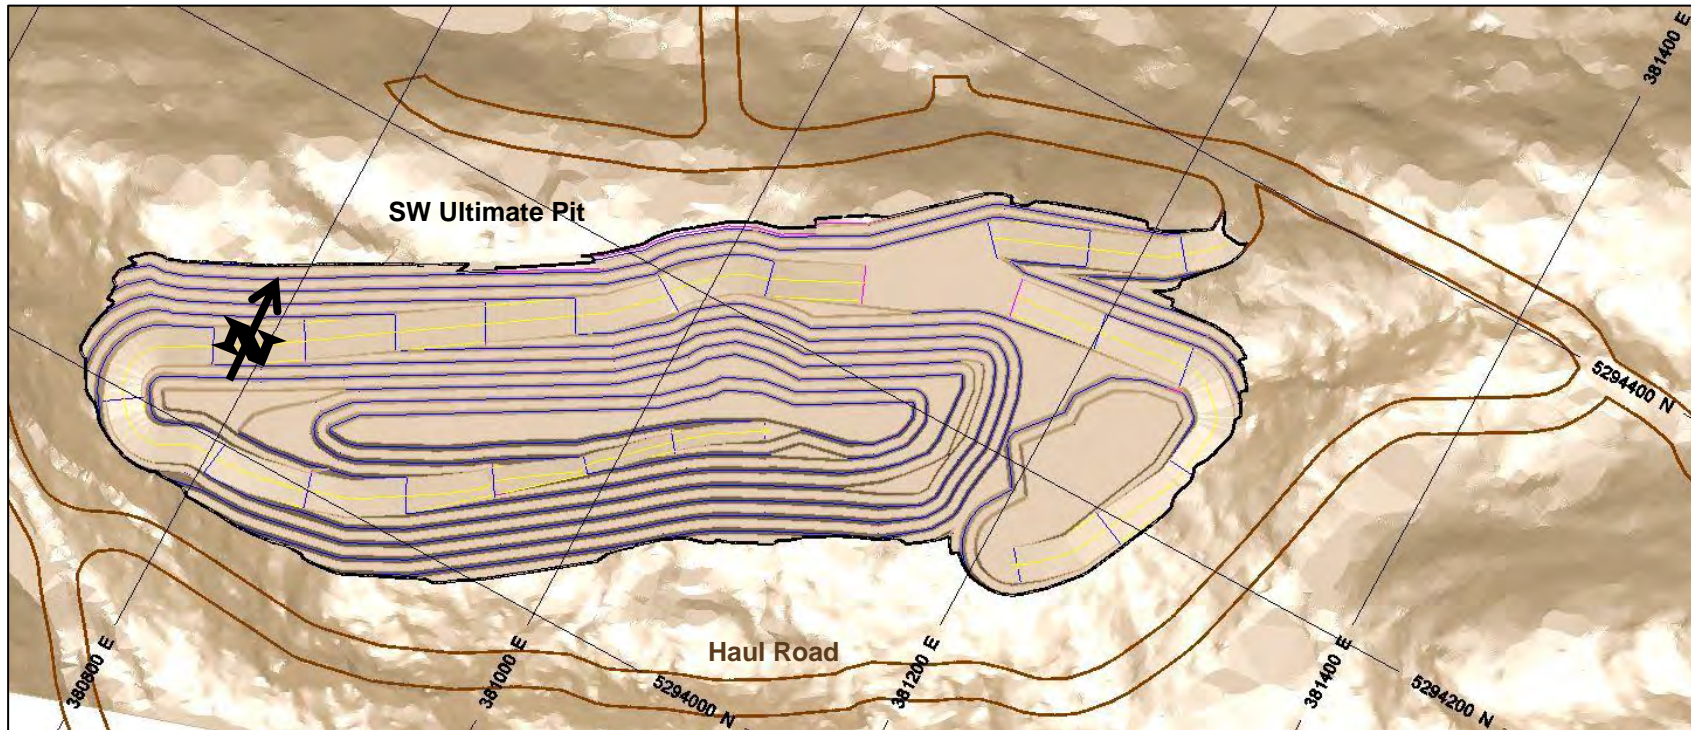 381400 E
SW Ultimate Pit
N
5294400 N
Haul Road
380800 E
381000 E
5294000 N
381200 E
381400 E
5294200 N